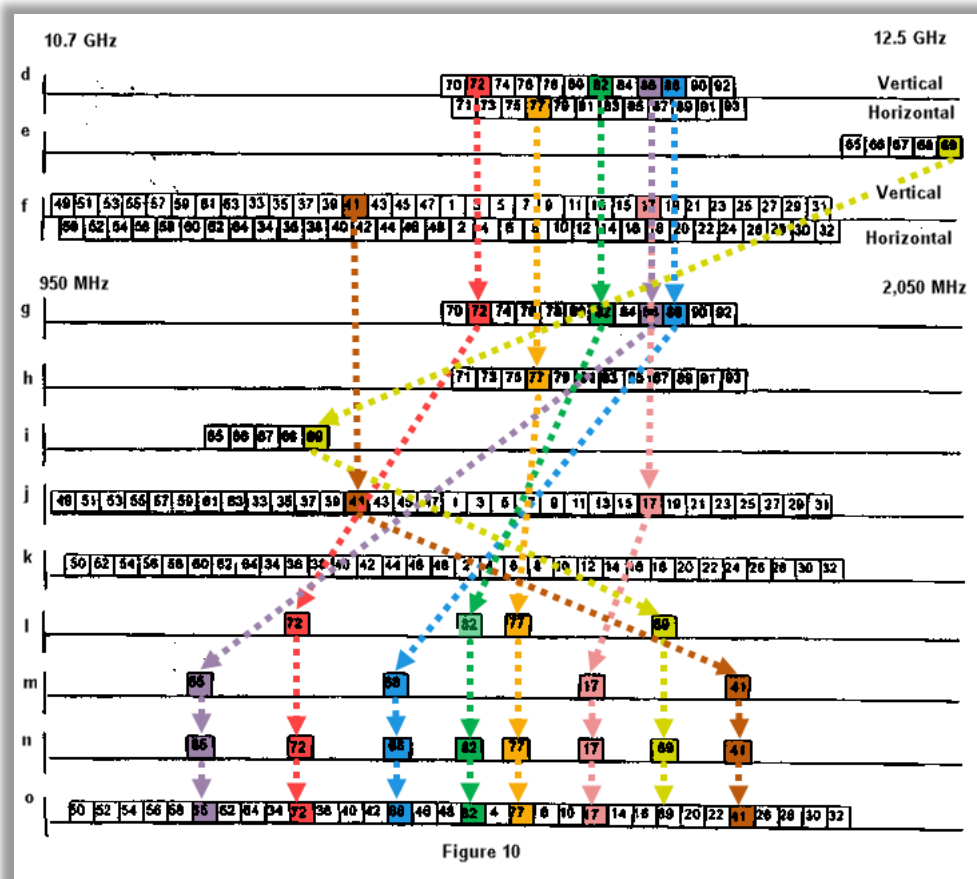 10.7 GHz 12.5 GHz
d 70 72 74 76 78 80 82 84 86 88 90 92 Vertical
71 73 75 77 79 81 83 85 87 89 91 93 Horizontal
e 65 66 67 68 69
f 49 51 53 55 57 59 61 63 33 35 37 39 41 43 45 47 1 3 5 7 9 11 13 15 17 19 21 23 25 27 29 31 Vertical
50 52 54 56 58 60 62 64 34 36 38 40 42 44 46 48 2 4 6 8 10 12 14 16 18 20 22 24 26 28 30 32 Horizontal
950 MHz 2,050 MHz
g 70 72 74 76 78 80 82 84 86 88 90 92
h 71 73 75 77 79 81 83 85 87 89 91 93
i 65 66 67 68 69
j 49 51 53 55 57 59 61 63 33 35 37 39 41 43 45 47 1 3 5 7 9 11 13 15 17 19 21 23 25 27 29 31
k 50 52 54 56 58 60 62 64 34 36 38 40 42 44 46 48 2 4 6 8 10 12 14 16 18 20 22 24 26 28 30 32
l 72 82 77 69
m 85 88 17 41
n 85 72 88 82 77 17 69 41
o 50 52 54 56 58 85 62 64 34 72 38 40 42 88 46 48 82 4 77 8 10 17 14 16 69 20 22 41 26 28 30 32
Figure 10